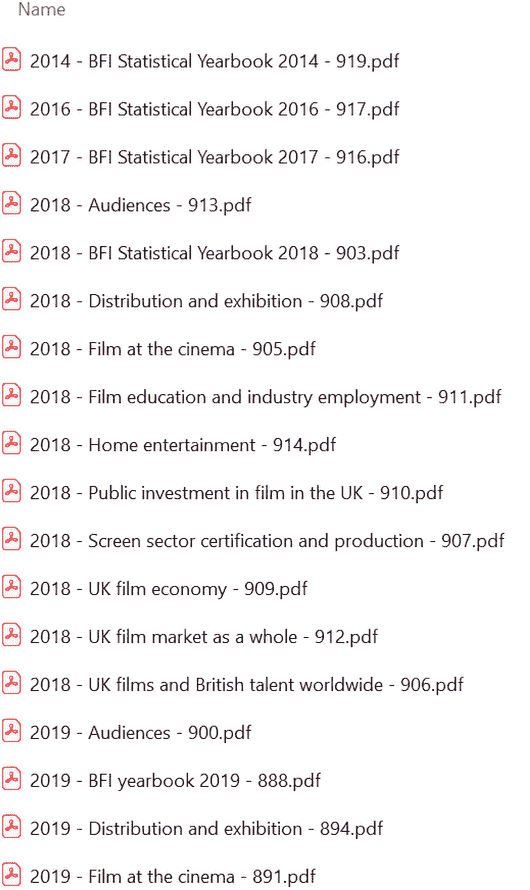 Name
2014 - BFI Statistical Yearbook 2014 - 919.pdf
2016 - BFI Statistical Yearbook 2016 - 917.pdf
2017 - BFI Statistical Yearbook 2017 - 916.pdf
2018 - Audiences - 913.pdf
2018 - BFI Statistical Yearbook 2018 - 903.pdf
2018 - Distribution and exhibition - 908.pdf
2018 - Film at the cinema - 905.pdf
2018 - Film education and industry employment - 911.pdf
2018 - Home entertainment - 914.pdf
2018 - Public investment in film in the UK - 910.pdf
2018 - Screen sector certification and production - 907.pdf
2018 - UK film economy - 909.pdf
2018 - UK film market as a whole - 912.pdf
2018 - UK films and British talent worldwide - 906.pdf
2019 - Audiences - 900.pdf
2019 - BFI yearbook 2019 - 888.pdf
2019 - Distribution and exhibition - 894.pdf
2019 - Film at the cinema - 891.pdf